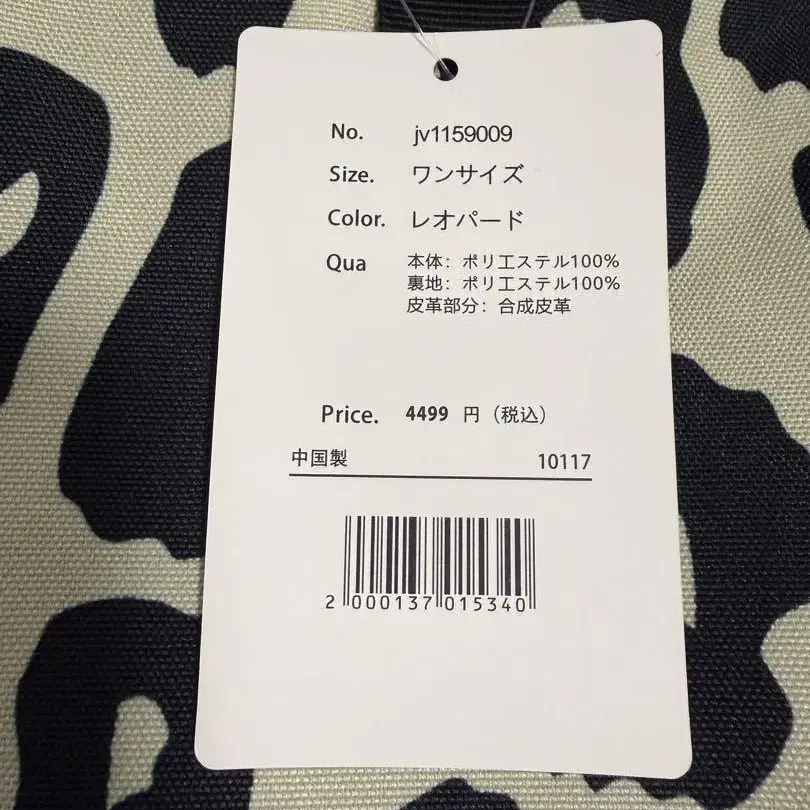 No. jv1159009
Size. ワンサイズ
Color. レオパード
Qua 本体: ポリエステル100%
裏地: ポリエステル100%
皮革部分: 合成皮革
Price. 4499 円（税込）
中国製 10117
2 000137 015340